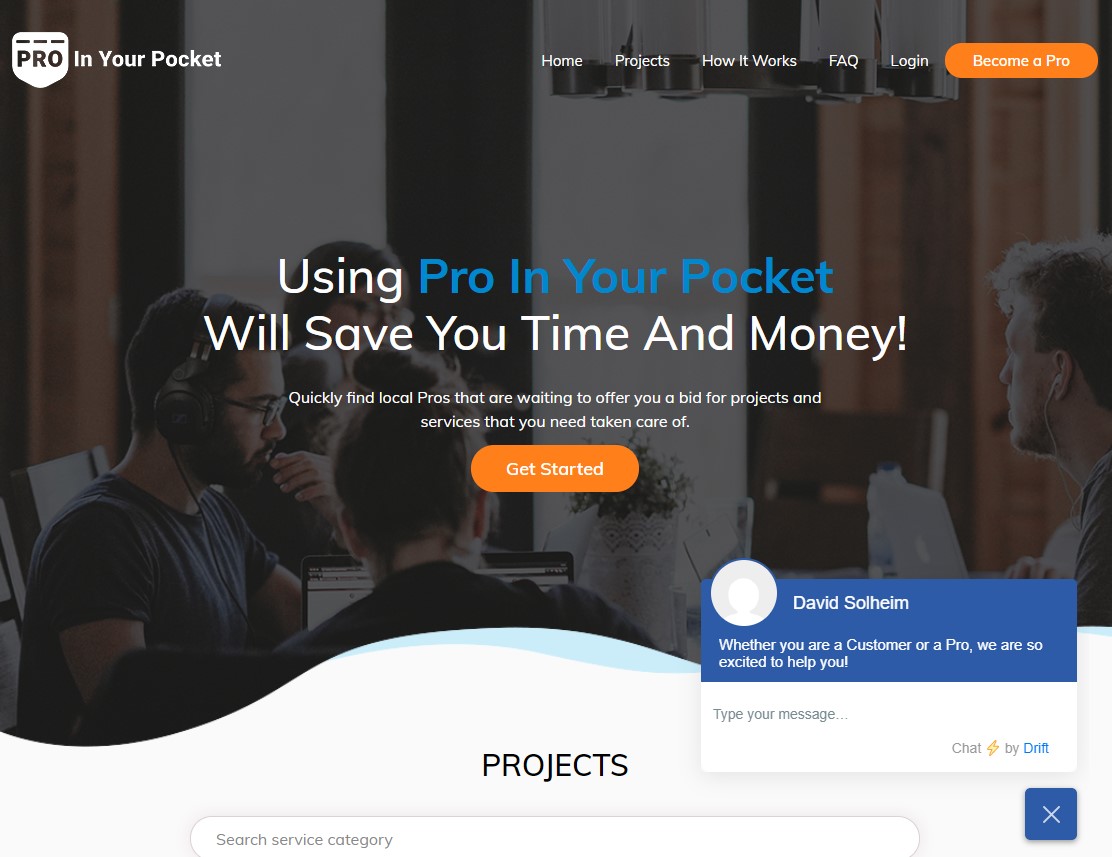 PRO In Your Pocket
Home Projects How It Works FAQ Login Become a Pro
Using Pro In Your Pocket
Will Save You Time And Money!
Quickly find local Pros that are waiting to offer you a bid for projects and
services that you need taken care of.
Get Started
David Solheim
Whether you are a Customer or a Pro, we are so
excited to help you!
Type your message...
Chat ⚡ by Drift
PROJECTS
Search service category